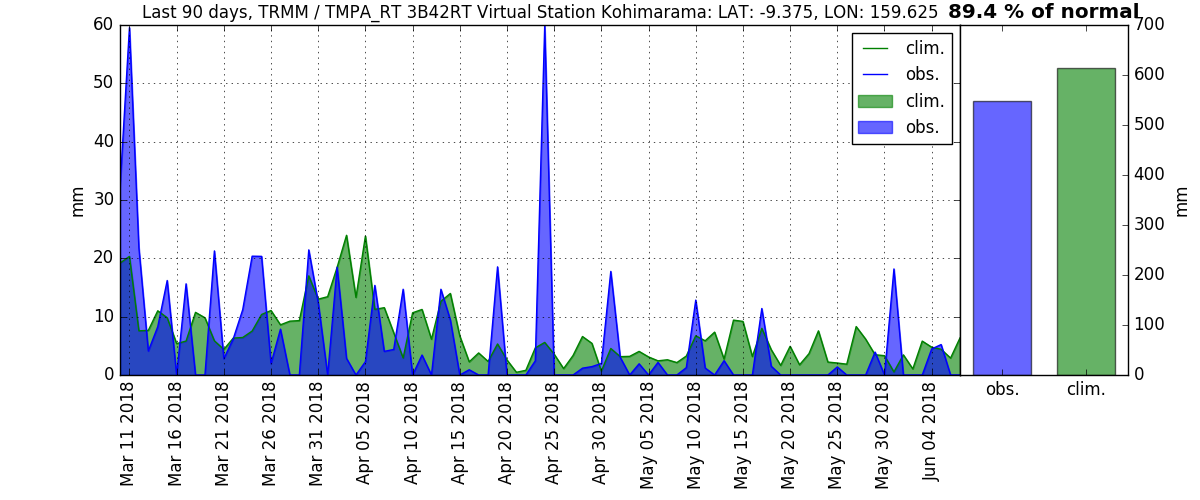 Last 90 days, TRMM / TMPA_RT 3B42RT Virtual Station Kohimarama: LAT: -9.375, LON: 159.625 89.4 % of normal
60
50
40
30
20
10
0
mm
clim.
obs.
clim.
obs.
Mar 11 2018
Mar 16 2018
Mar 21 2018
Mar 26 2018
Mar 31 2018
Apr 05 2018
Apr 10 2018
Apr 15 2018
Apr 20 2018
Apr 25 2018
Apr 30 2018
May 05 2018
May 10 2018
May 15 2018
May 20 2018
May 25 2018
May 30 2018
Jun 04 2018
obs.
clim.
700
600
500
400
300
200
100
0
mm